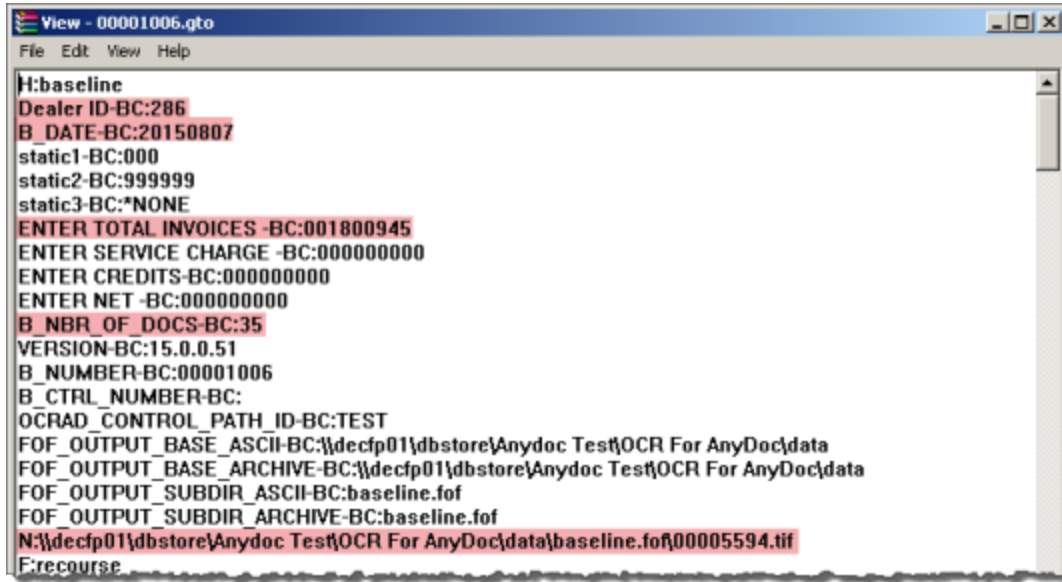 View - 00001006.gto
File Edit View Help
H:baseline
Dealer ID-BC:286
B_DATE-BC:20150807
static1-BC:000
static2-BC:999999
static3-BC:*NONE
ENTER TOTAL INVOICES -BC:001800945
ENTER SERVICE CHARGE -BC:000000000
ENTER CREDITS-BC:000000000
ENTER NET -BC:000000000
B_NBR_OF_DOCS-BC:35
VERSION-BC:15.0.0.51
B_NUMBER-BC:00001006
B_CTRL_NUMBER-BC:
OCRAD_CONTROL_PATH_ID-BC:TEST
FOF_OUTPUT_BASE_ASCII-BC:\\decfp01\dbstore\Anydoc Test\OCR For AnyDoc\data
FOF_OUTPUT_BASE_ARCHIVE-BC:\\decfp01\dbstore\Anydoc Test\OCR For AnyDoc\data
FOF_OUTPUT_SUBDIR_ASCII-BC:baseline.fof
FOF_OUTPUT_SUBDIR_ARCHIVE-BC:baseline.fof
N:\\decfp01\dbstore\Anydoc Test\OCR For AnyDoc\data\baseline.fof\00005594.tif
F:recourse